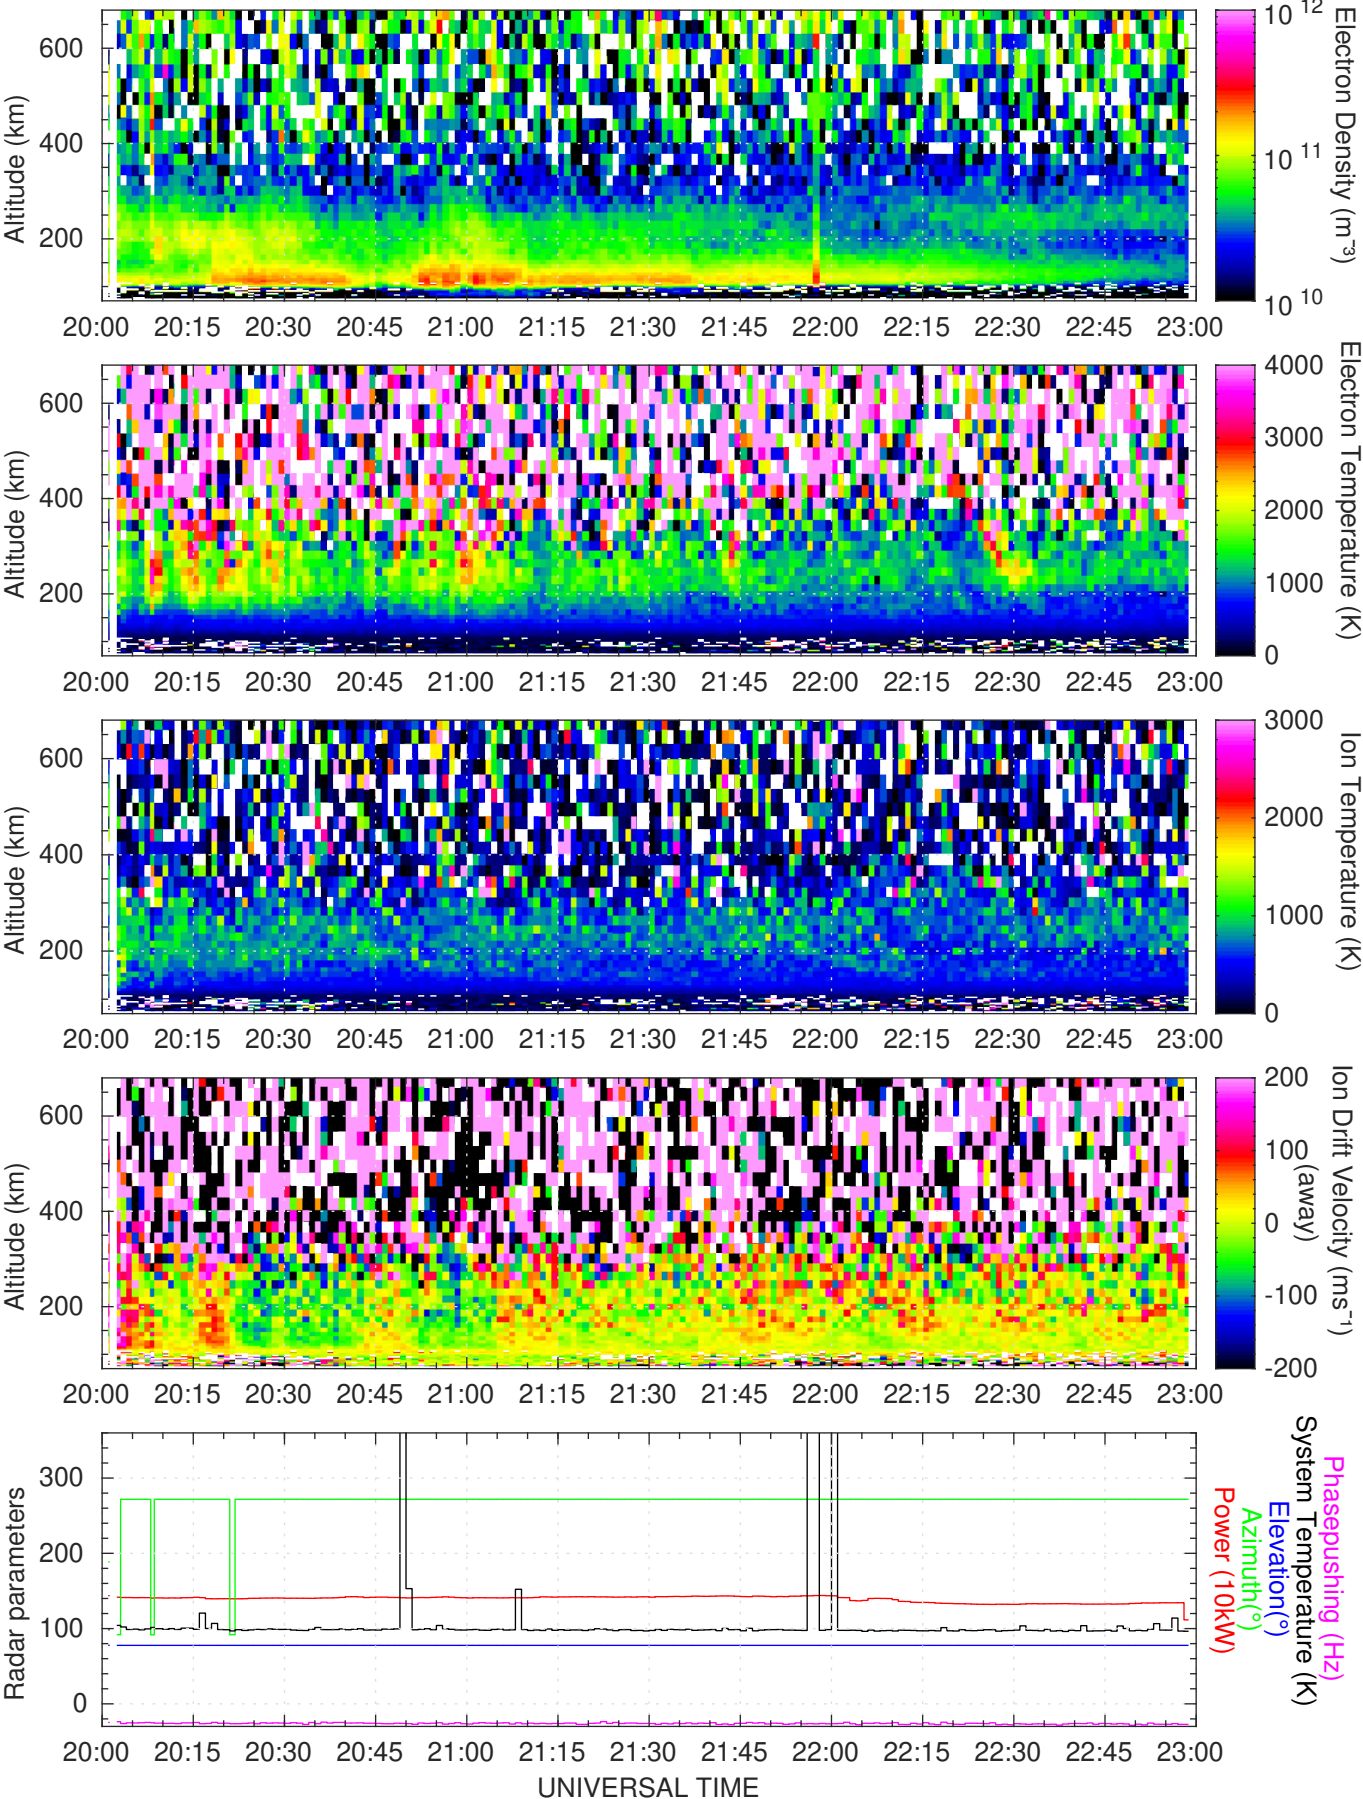 600
400
200
Altitude (km)
10 12
10 11
10 10
Electron Density (m⁻³)
20:00 20:15 20:30 20:45 21:00 21:15 21:30 21:45 22:00 22:15 22:30 22:45 23:00
600
400
200
Altitude (km)
4000
3000
2000
1000
0
Electron Temperature (K)
20:00 20:15 20:30 20:45 21:00 21:15 21:30 21:45 22:00 22:15 22:30 22:45 23:00
600
400
200
Altitude (km)
3000
2000
1000
0
Ion Temperature (K)
20:00 20:15 20:30 20:45 21:00 21:15 21:30 21:45 22:00 22:15 22:30 22:45 23:00
600
400
200
Altitude (km)
200
100
0
-100
-200
Ion Drift Velocity (ms⁻¹)
(away)
20:00 20:15 20:30 20:45 21:00 21:15 21:30 21:45 22:00 22:15 22:30 22:45 23:00
300
200
100
0
Radar parameters
Phasepushing (Hz)
System Temperature (K)
Elevation(°)
Azimuth(°)
Power (10kW)
20:00 20:15 20:30 20:45 21:00 21:15 21:30 21:45 22:00 22:15 22:30 22:45 23:00
UNIVERSAL TIME